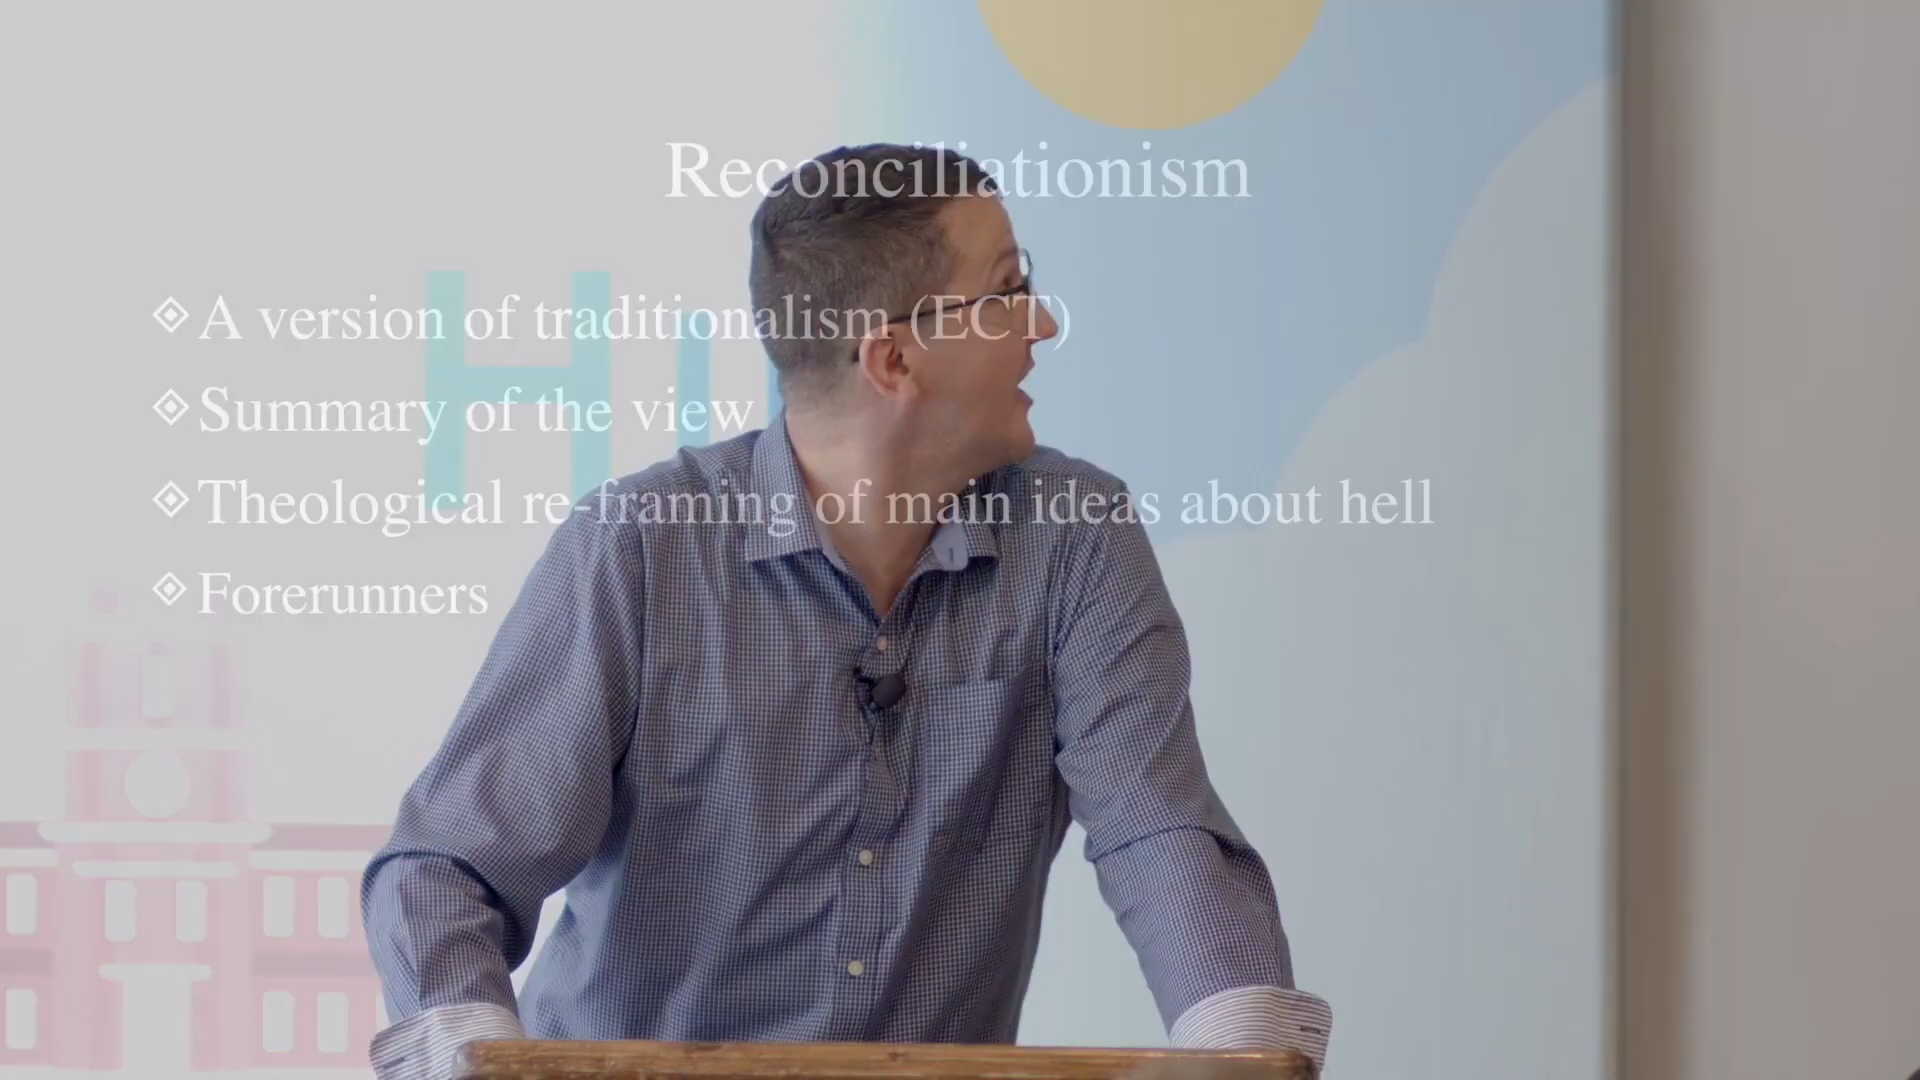 Reconciliationism
A version of traditionalism (ECT)
Summary of the view
Theological re-framing of main ideas about hell
Forerunners